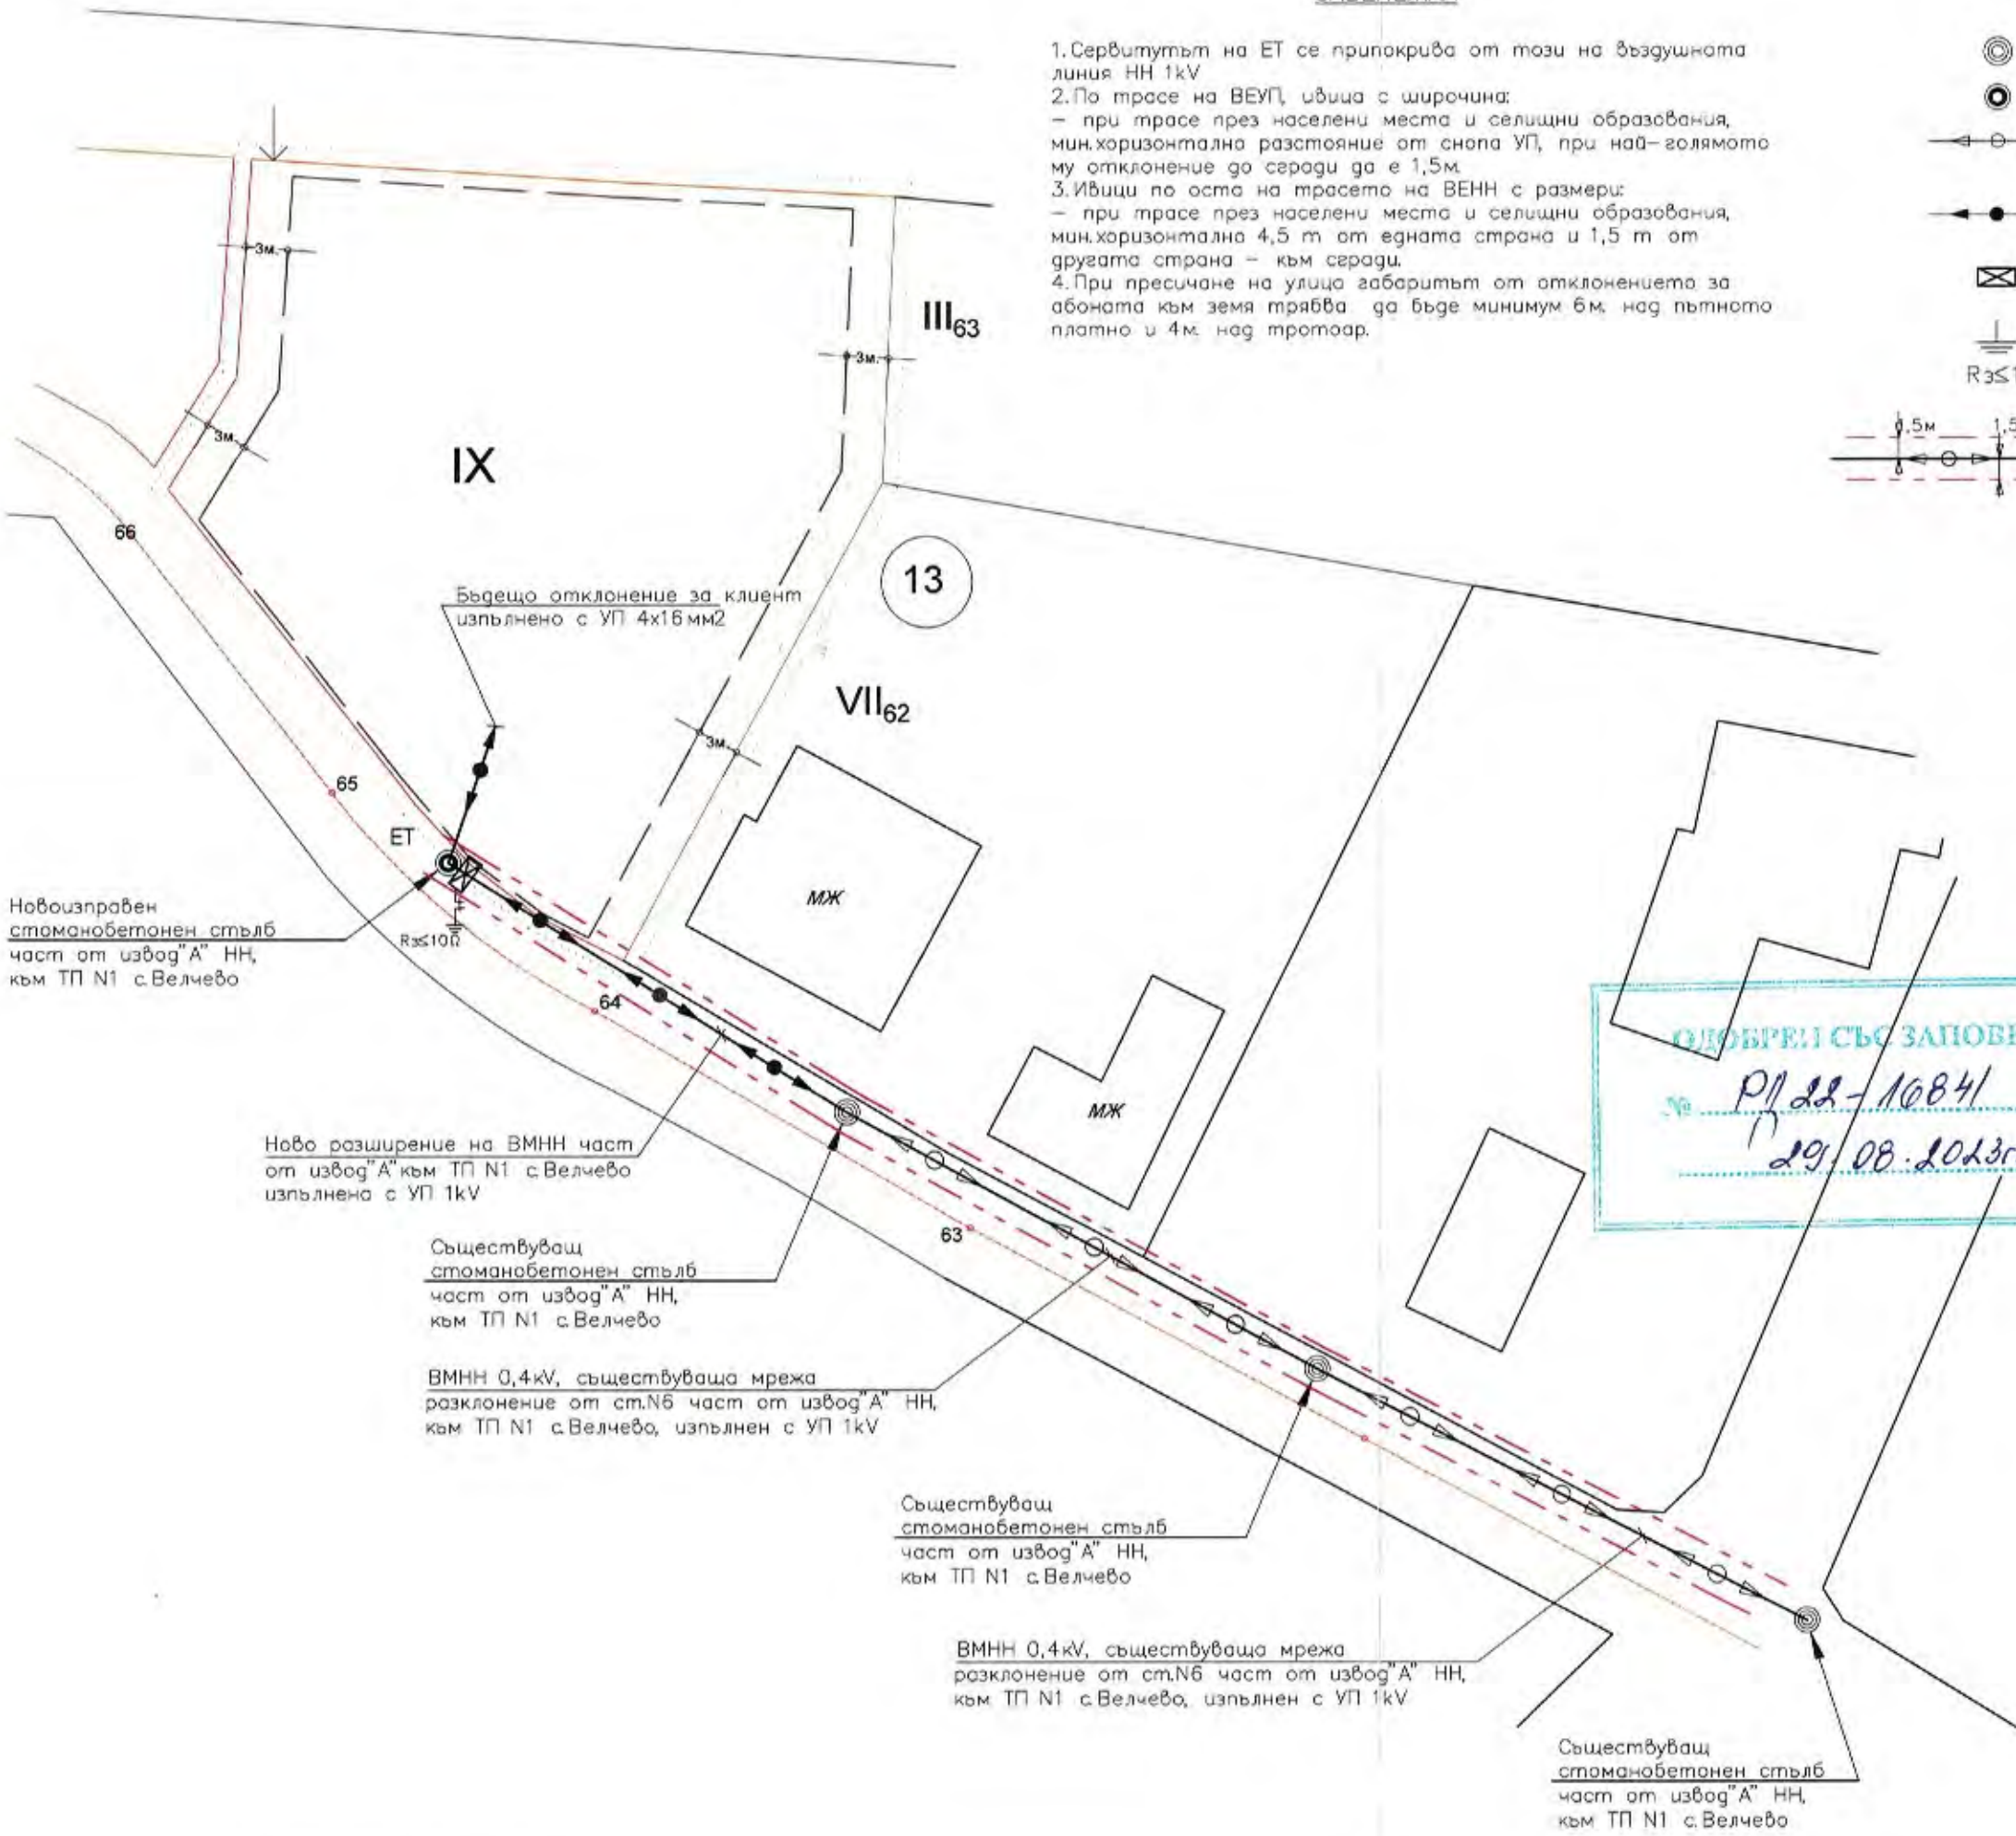 1. Сервитутът на ЕТ се припокрива от този на въздушната
линия НН 1kV
2. По трасе на ВЕУП, ивица с широчина:
– при трасе през населени места и селищни образования,
мин.хоризонтално разстояние от снопа УП, при най-голямото
му отклонение до сгради да е 1,5м.
3. Ивици по оста на трасето на ВЕНН с размери:
– при трасе през населени места и селищни образования,
мин.хоризонтално 4,5 m от едната страна и 1,5 m от
другата страна – към сгради.
4. При пресичане на улица габаритът от отклонението за
абоната към земя трябва да бъде минимум 6м. над пътното
платно и 4м. над тротоар.
3м.
III63
3м.
Rз≤1
3м.
1,5м 1,5
IX
66
13
Бъдещо отклонение за клиент
изпълнено с УП 4х16мм2
VII62
3м.
65
ЕТ
МЖ
Новоизправен
стоманобетонен стълб
част от извод"А" НН,
към ТП N1 с.Велчево
Rз≤10Ω
64
ОДОБРЕН СЪС ЗАПОВЕ
№ РД 22-16841
29.08.2023г
МЖ
Ново разширение на ВМНН част
от извод"А" към ТП N1 с.Велчево
изпълнена с УП 1kV
63
Съществуващ
стоманобетонен стълб
част от извод"А" НН,
към ТП N1 с.Велчево
ВМНН 0,4kV, съществуваща мрежа
разклонение от ст.N6 част от извод"А" НН,
към ТП N1 с.Велчево, изпълнен с УП 1kV
Съществуващ
стоманобетонен стълб
част от извод"А" НН,
към ТП N1 с.Велчево
ВМНН 0,4kV, съществуваща мрежа
разклонение от ст.N6 част от извод"А" НН,
към ТП N1 с.Велчево, изпълнен с УП 1kV
Съществуващ
стоманобетонен стълб
част от извод"А" НН,
към ТП N1 с.Велчево